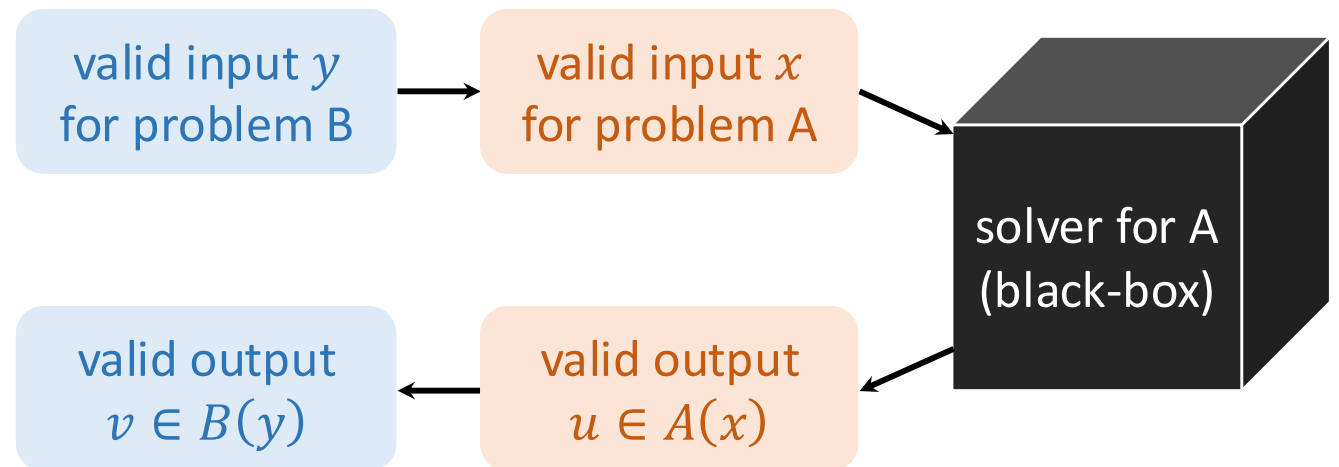 valid input y
for problem B
valid input x
for problem A
solver for A
(black-box)
valid output
v ∈ B(y)
valid output
u ∈ A(x)